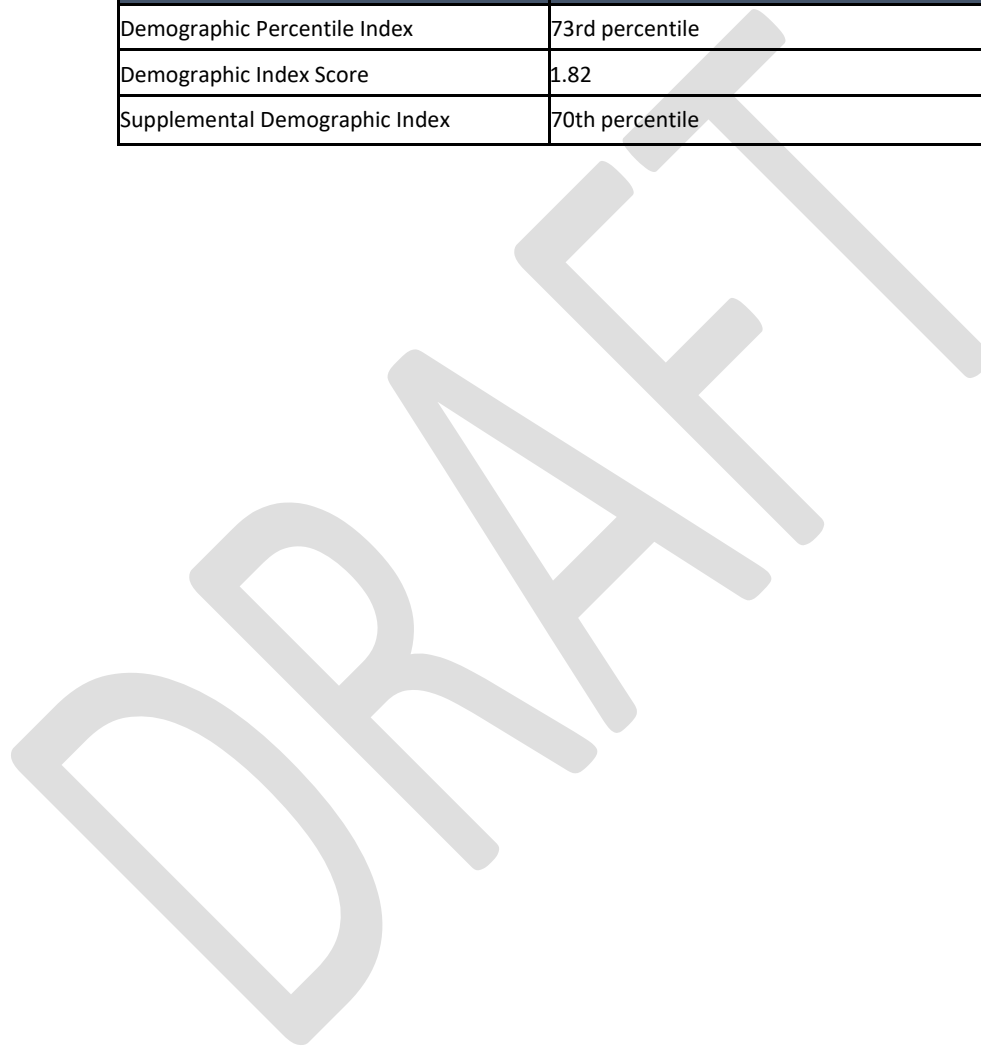 Demographic Percentile Index 73rd percentile
Demographic Index Score 1.82
Supplemental Demographic Index 70th percentile
DRAFT